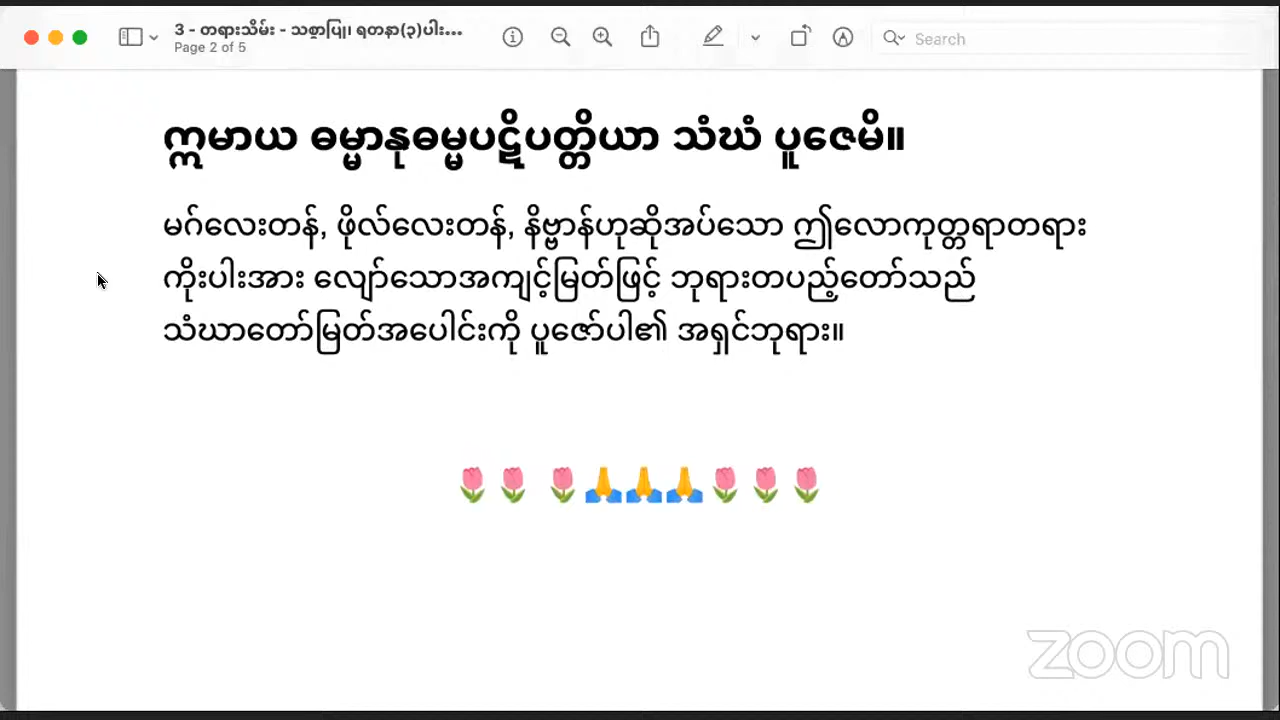 3 - တရားသိမ်း - သစ္စာပြု၊ ရတနာ(၃)ပါး...
Page 2 of 5
Search
ဣမာယ ဓမ္မာနုဓမ္မပဋိပတ္တိယာ သံဃံ ပူဇေမိ။
မဂ်လေးတန်, ဖိုလ်လေးတန်, နိဗ္ဗာန်ဟုဆိုအပ်သော ဤလောကုတ္တရာတရား
ကိုးပါးအား လျော်သောအကျင့်မြတ်ဖြင့် ဘုရားတပည့်တော်သည်
သံဃာတော်မြတ်အပေါင်းကို ပူဇော်ပါ၏ အရှင်ဘုရား။
zoom